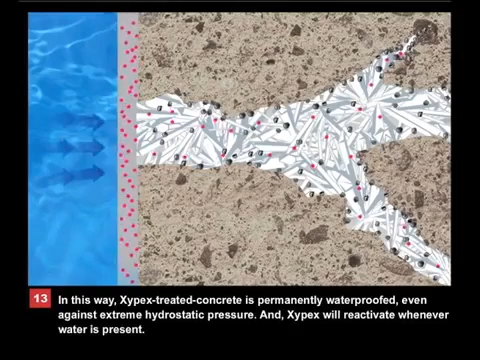 13 In this way, Xypex-treated-concrete is permanently waterproofed, even
against extreme hydrostatic pressure. And, Xypex will reactivate whenever
water is present.